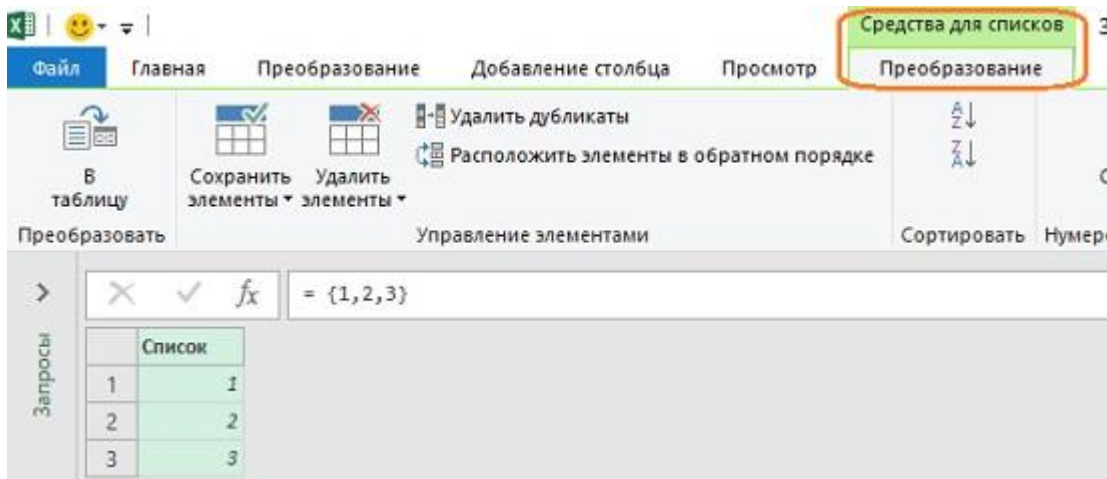 Средства для списков
Файл Главная Преобразование Добавление столбца Просмотр Преобразование
В таблицу
Сохранить элементы
Удалить элементы
Удалить дубликаты
Расположить элементы в обратном порядке
Преобразовать Управление элементами Сортировать
fx = {1,2,3}
Запросы
Список
1 1
2 2
3 3